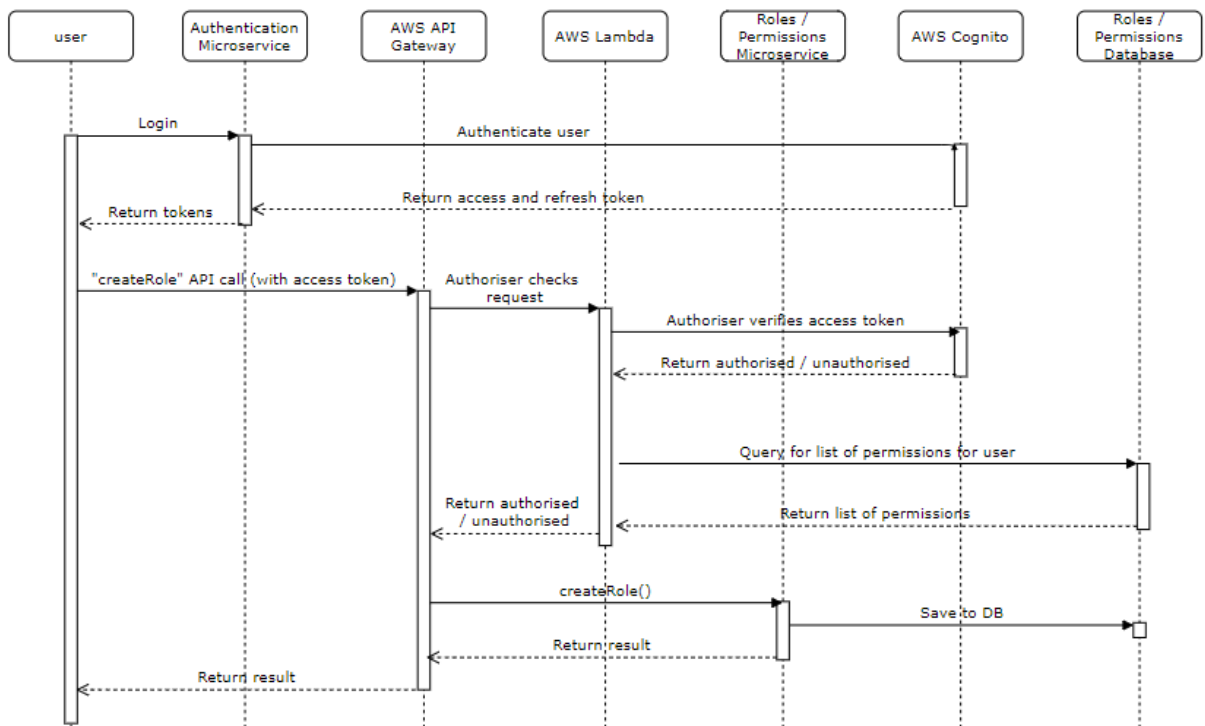 user
Authentication
Microservice
AWS API
Gateway
AWS Lambda
Roles /
Permissions
Microservice
AWS Cognito
Roles /
Permissions
Database
Login
Authenticate user
Return access and refresh token
Return tokens
"createRole" API call (with access token)
Authoriser checks
request
Authoriser verifies access token
Return authorised / unauthorised
Query for list of permissions for user
Return authorised
/ unauthorised
Return list of permissions
createRole()
Save to DB
Return result
Return result